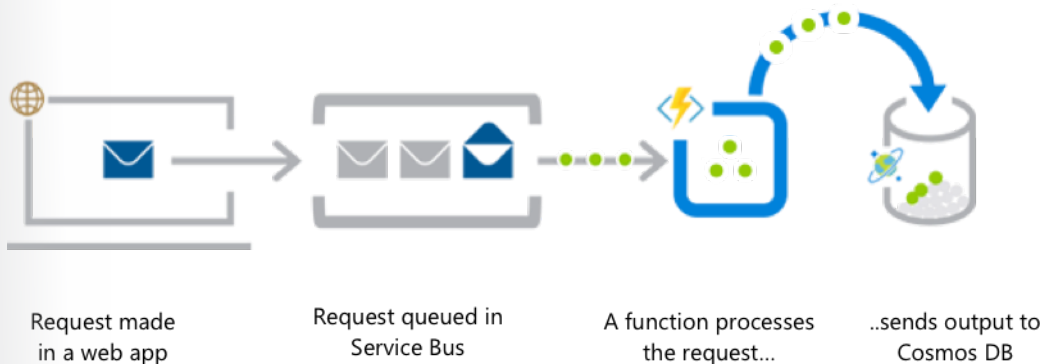 Request made
in a web app
Request queued in
Service Bus
A function processes
the request...
..sends output to
Cosmos DB